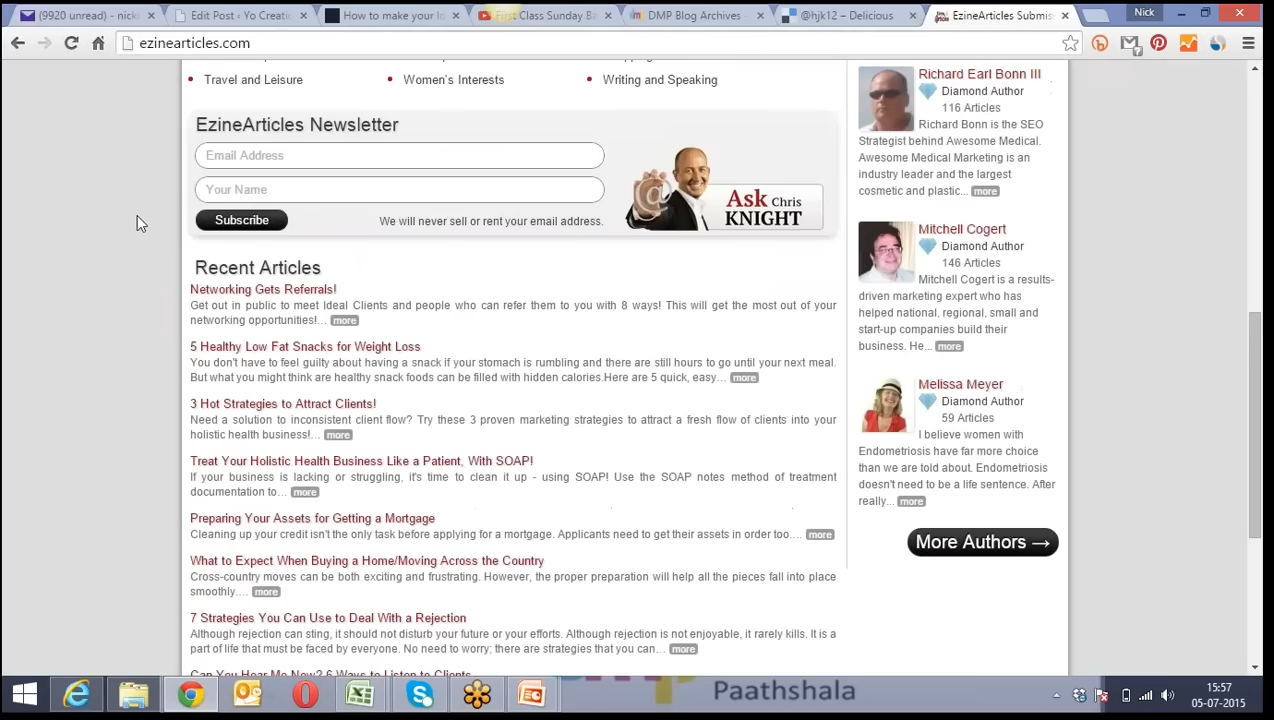 (9920 unread) - nicks
Edit Post ‹ Yo Creativ
How to make your Id
First Class Sunday Ba
DMP Blog Archives –
@hjk12 – Delicious
EzineArticles Submis
Nick
ezinearticles.com
Travel and Leisure
Women's Interests
Writing and Speaking
EzineArticles Newsletter
Email Address
Your Name
Subscribe
We will never sell or rent your email address.
Ask Chris
KNIGHT
Recent Articles
Networking Gets Referrals!
Get out in public to meet Ideal Clients and people who can refer them to you with 8 ways! This will get the most out of your
networking opportunities!... more
5 Healthy Low Fat Snacks for Weight Loss
You don't have to feel guilty about having a snack if your stomach is rumbling and there are still hours to go until your next meal.
But what you might think are healthy snack foods can be filled with hidden calories.Here are 5 quick, easy... more
3 Hot Strategies to Attract Clients!
Need a solution to inconsistent client flow? Try these 3 proven marketing strategies to attract a fresh flow of clients into your
holistic health business!... more
Treat Your Holistic Health Business Like a Patient, With SOAP!
If your business is lacking or struggling, it's time to clean it up - using SOAP! Use the SOAP notes method of treatment
documentation to... more
Preparing Your Assets for Getting a Mortgage
Cleaning up your credit isn't the only task before applying for a mortgage. Applicants need to get their assets in order too.... more
What to Expect When Buying a Home/Moving Across the Country
Cross-country moves can be both exciting and frustrating. However, the proper preparation will help all the pieces fall into place
smoothly.... more
7 Strategies You Can Use to Deal With a Rejection
Although rejection can sting, it should not disturb your future or your efforts. Although rejection is not enjoyable, it rarely kills. It is a
part of life that must be faced by everyone. No need to worry; there are strategies that you can... more
Can You Hear Me Now? 6 Ways to Listen to Clients
Richard Earl Bonn III
Diamond Author
116 Articles
Richard Bonn is the SEO
Strategist behind Awesome Medical.
Awesome Medical Marketing is an
industry leader and the largest
cosmetic and plastic... more
Mitchell Cogert
Diamond Author
146 Articles
Mitchell Cogert is a results-
driven marketing expert who has
helped national, regional, small and
start-up companies build their
business. He... more
Melissa Meyer
Diamond Author
59 Articles
I believe women with
Endometriosis have far more choice
than we are told about. Endometriosis
doesn't need to be a life sentence. After
really... more
More Authors →
Paathshala
15:57
05-07-2015